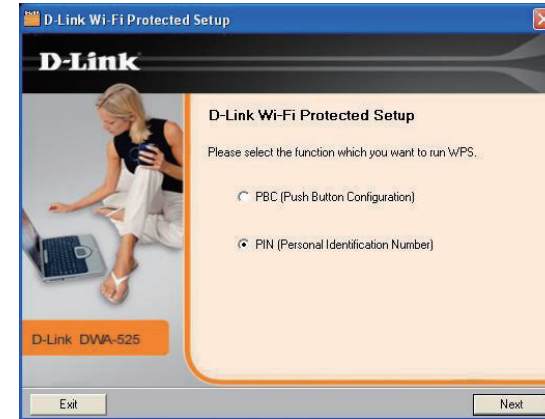 D-Link Wi-Fi Protected Setup
D-Link
D-Link Wi-Fi Protected Setup
Please select the function which you want to run WPS.
PBC (Push Button Configuration)
PIN (Personal Identification Number)
D-Link DWA-525
Exit
Next